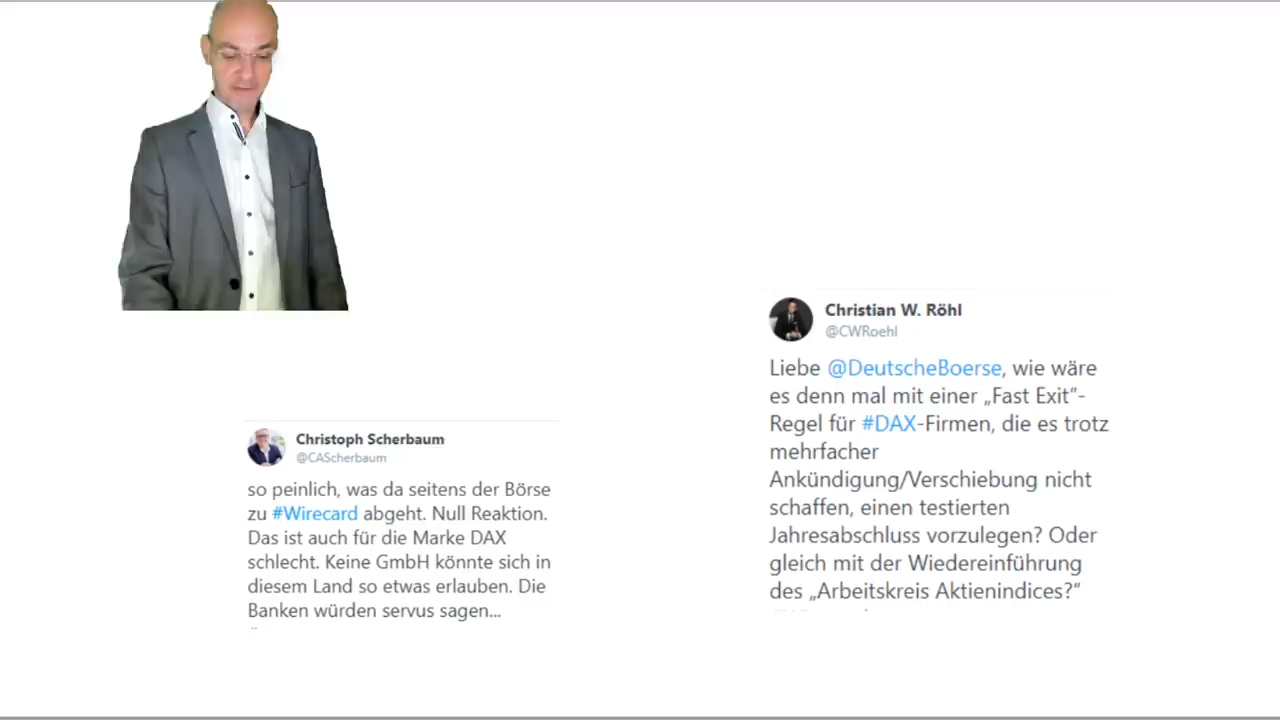 Christoph Scherbaum
@CAScherbaum
so peinlich, was da seitens der Börse
zu #Wirecard abgeht. Null Reaktion.
Das ist auch für die Marke DAX
schlecht. Keine GmbH könnte sich in
diesem Land so etwas erlauben. Die
Banken würden servus sagen...
Christian W. Röhl
@CWRoehl
Liebe @DeutscheBoerse, wie wäre
es denn mal mit einer „Fast Exit“-
Regel für #DAX-Firmen, die es trotz
mehrfacher
Ankündigung/Verschiebung nicht
schaffen, einen testierten
Jahresabschluss vorzulegen? Oder
gleich mit der Wiedereinführung
des „Arbeitskreis Aktienindices?“